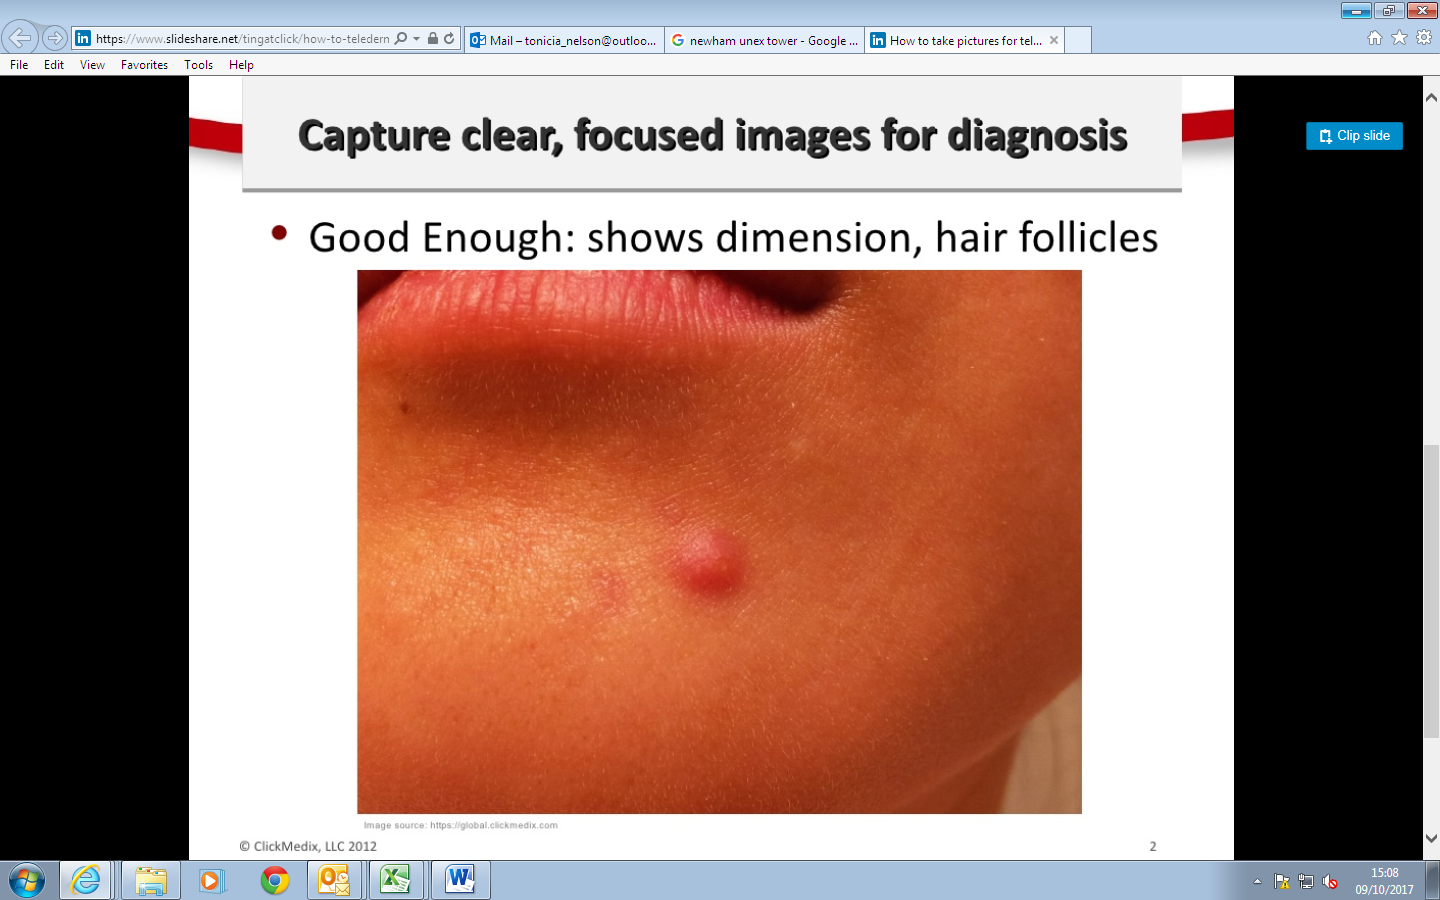 https://www.slideshare.net/tingatclick/how-to-telederm
Mail – tonicia_nelson@outloo...
newham unex tower - Google ...
How to take pictures for tel...
File Edit View Favorites Tools Help
Capture clear, focused images for diagnosis
Clip slide
• Good Enough: shows dimension, hair follicles
Image source: https://global.clickmedix.com
© ClickMedix, LLC 2012
2
15:08
09/10/2017